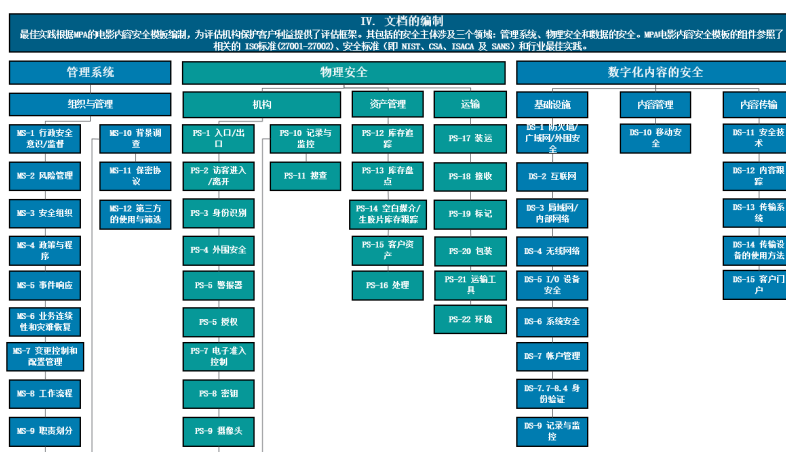 IV. 文档的编制
最佳实践根据MPA的电影内容安全模板编制，为评估机构保护客户利益提供了评估框架。其包括的安全主体涉及三个领域：管理系统、物理安全和数据的安全。MPA电影内容安全模板的组件参照了
相关的 ISO标准(27001-27002)、安全标准（即 NIST、CSA、ISACA 及 SANS）和行业最佳实践。
管理系统
组织与管理
MS-1 行政安全
意识/监督
MS-2 风险管理
MS-3 安全组织
MS-4 政策与程
序
MS-5 事件响应
MS-6 业务连续
性和灾难恢复
MS-7 变更控制和
配置管理
MS-8 工作流程
MS-9 职责划分
MS-10 背景调
查
MS-11 保密协
议
MS-12 第三方
的使用与筛选
物理安全
机构
PS-1 入口/出
口
PS-2 访客进入
/离开
PS-3 身份识别
PS-4 外围安全
PS-5 警报器
PS-5 授权
PS-7 电子准入
控制
PS-8 密钥
PS-9 摄像头
PS-10 记录与
监控
PS-11 搜查
资产管理
PS-12 库存追
踪
PS-13 库存盘
点
PS-14 空白媒介/
生胶片库存跟踪
PS-15 客户资
产
PS-16 处理
运输
PS-17 装运
PS-18 接收
PS-19 标记
PS-20 包装
PS-21 运输工
具
PS-22 环境
数字化内容的安全
基础设施
DS-1 防火墙/
广域网/外围安
全
DS-2 互联网
DS-3 局域网/
内部网络
DS-4 无线网络
DS-5 I/O 设备
安全
DS-6 系统安全
DS-7 帐户管理
DS-7.7-8.4 身
份验证
DS-9 记录与监
控
内容管理
DS-10 移动安
全
内容传输
DS-11 安全技
术
DS-12 内容跟
踪
DS-13 传输系
统
DS-14 传输设
备的使用方法
DS-15 客户门
户